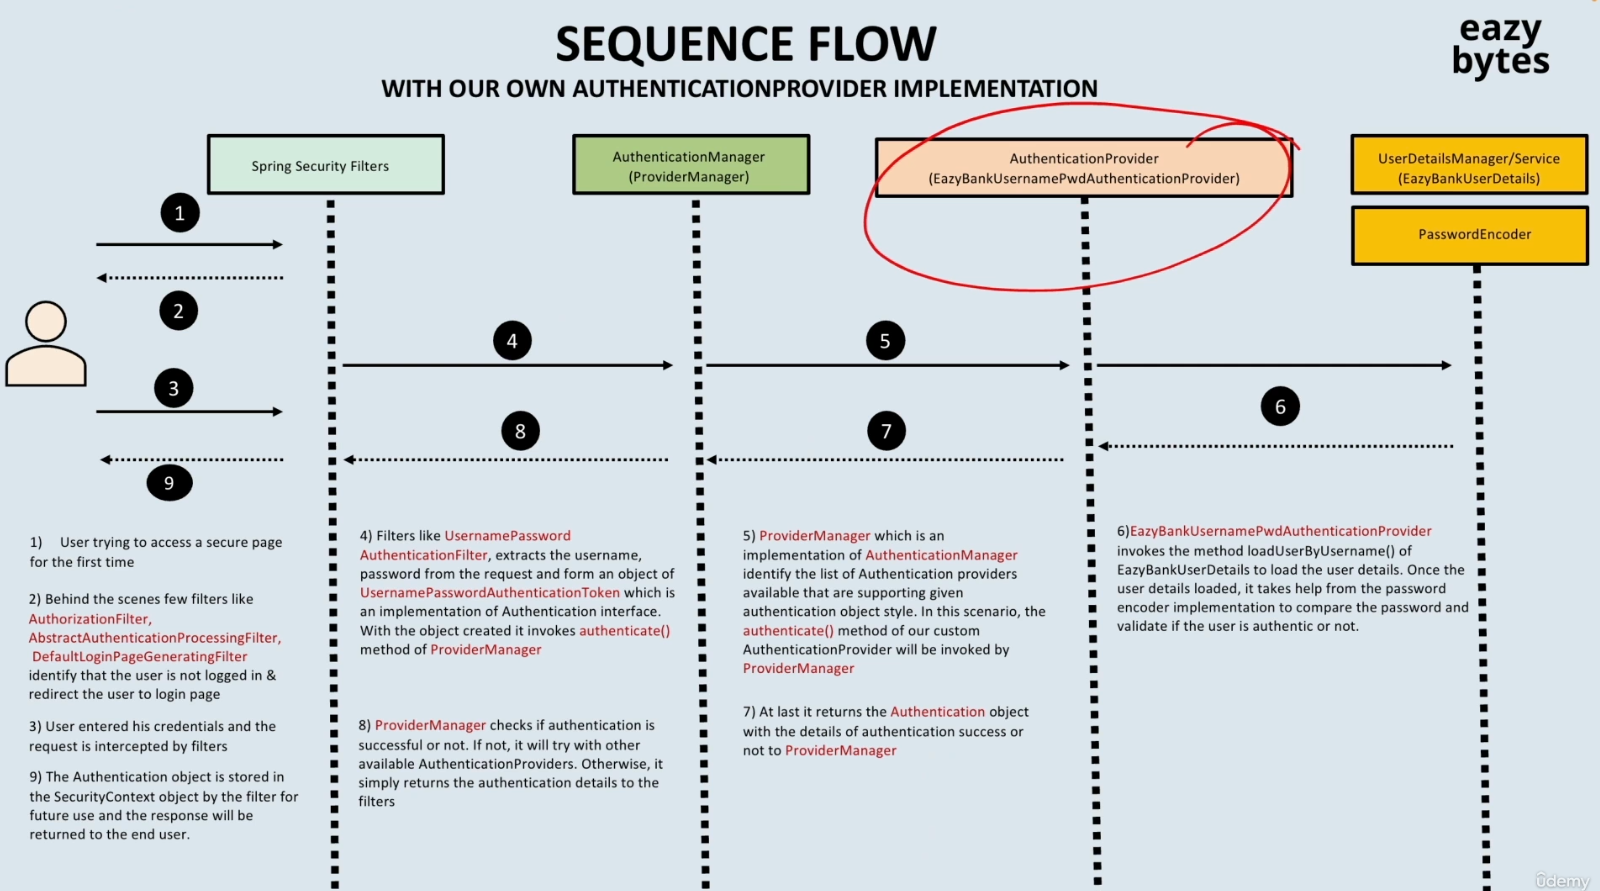 SEQUENCE FLOW
WITH OUR OWN AUTHENTICATIONPROVIDER IMPLEMENTATION
eazy
bytes
Spring Security Filters
AuthenticationManager
(ProviderManager)
AuthenticationProvider
(EazyBankUsernamePwdAuthenticationProvider)
UserDetailsManager/Service
(EazyBankUserDetails)
PasswordEncoder
1
2
3
4
5
6
7
8
9
1) User trying to access a secure page
for the first time
2) Behind the scenes few filters like
AuthorizationFilter,
AbstractAuthenticationProcessingFilter,
DefaultLoginPageGeneratingFilter
identify that the user is not logged in &
redirect the user to login page
3) User entered his credentials and the
request is intercepted by filters
9) The Authentication object is stored in
the SecurityContext object by the filter for
future use and the response will be
returned to the end user.
4) Filters like UsernamePassword
AuthenticationFilter, extracts the username,
password from the request and form an object of
UsernamePasswordAuthenticationToken which is
an implementation of Authentication interface.
With the object created it invokes authenticate()
method of ProviderManager
8) ProviderManager checks if authentication is
successful or not. If not, it will try with other
available AuthenticationProviders. Otherwise, it
simply returns the authentication details to the
filters
5) ProviderManager which is an
implementation of AuthenticationManager
identify the list of Authentication providers
available that are supporting given
authentication object style. In this scenario, the
authenticate() method of our custom
AuthenticationProvider will be invoked by
ProviderManager
7) At last it returns the Authentication object
with the details of authentication success or
not to ProviderManager
6)EazyBankUsernamePwdAuthenticationProvider
invokes the method loadUserByUsername() of
EazyBankUserDetails to load the user details. Once the
user details loaded, it takes help from the password
encoder implementation to compare the password and
validate if the user is authentic or not.
ûdemy